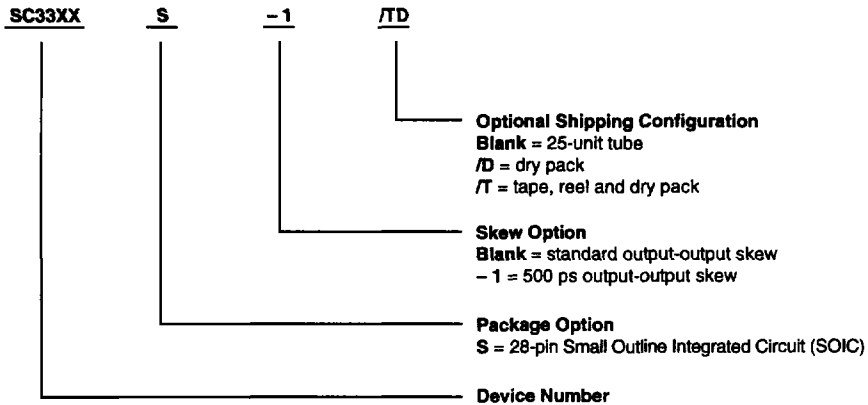 SC33XX S – 1 /TD
Optional Shipping Configuration
Blank = 25-unit tube
/D = dry pack
/T = tape, reel and dry pack
Skew Option
Blank = standard output-output skew
– 1 = 500 ps output-output skew
Package Option
S = 28-pin Small Outline Integrated Circuit (SOIC)
Device Number